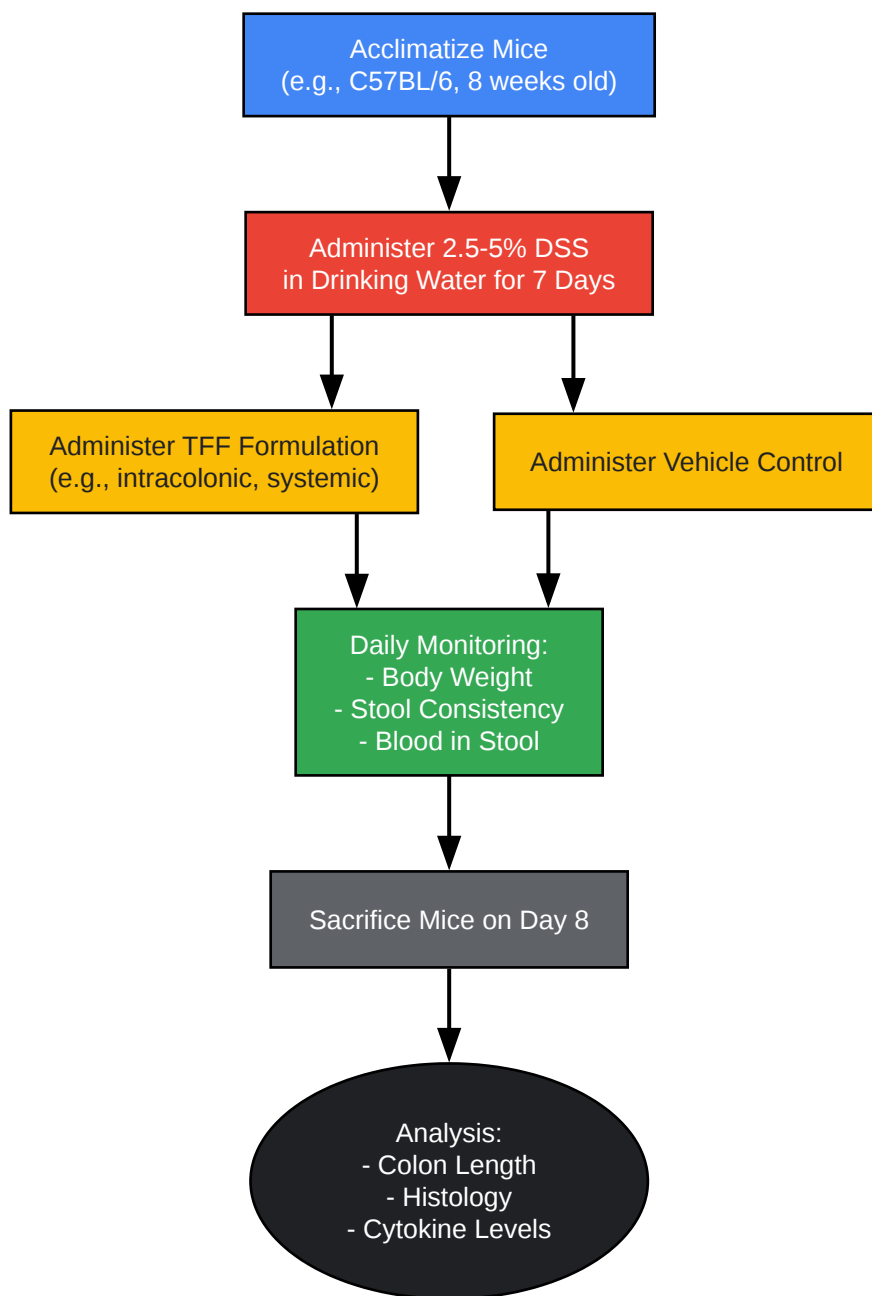 Acclimatize Mice
(e.g., C57BL/6, 8 weeks old)
Administer 2.5-5% DSS
in Drinking Water for 7 Days
Administer TFF Formulation
(e.g., intracolonic, systemic)
Administer Vehicle Control
Daily Monitoring:
- Body Weight
- Stool Consistency
- Blood in Stool
Sacrifice Mice on Day 8
Analysis:
- Colon Length
- Histology
- Cytokine Levels